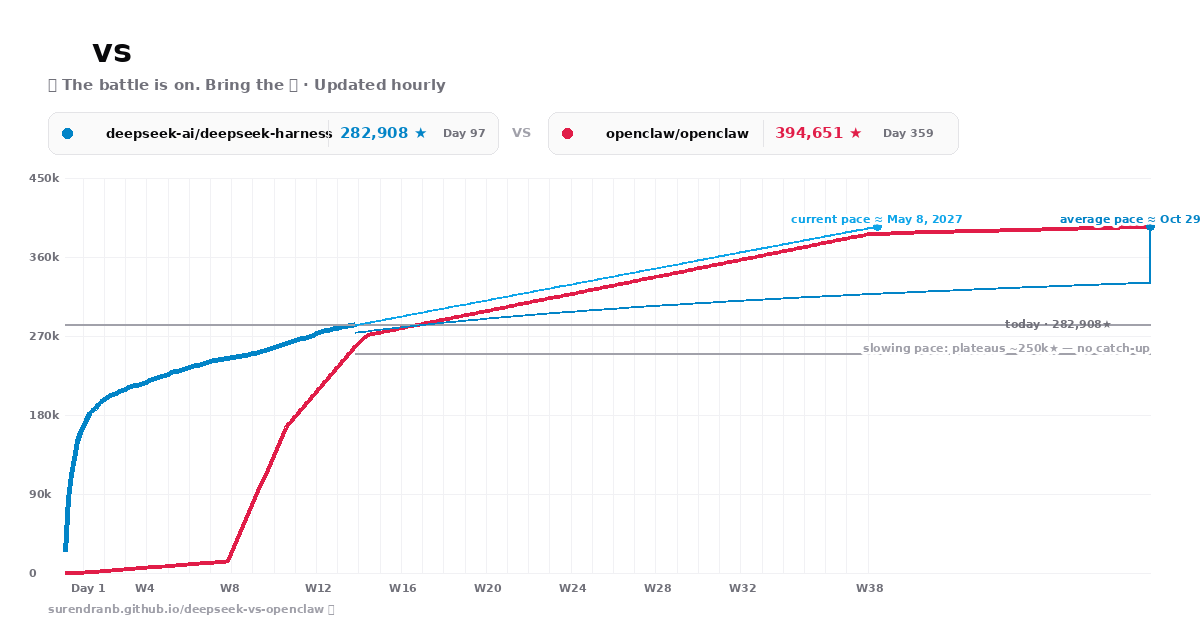 vs
The battle is on. Bring the · Updated hourly
deepseek-ai/deepseek-harness 282,908 ★ Day 97
VS
openclaw/openclaw 394,651 ★ Day 359
450k
360k
270k
180k
90k
0
current pace ≈ May 8, 2027
average pace ≈ Oct 29
today · 282,908★
slowing pace: plateaus ~250k★ — no catch-up
Day 1 W4 W8 W12 W16 W20 W24 W28 W32 W38
surendranb.github.io/deepseek-vs-openclaw